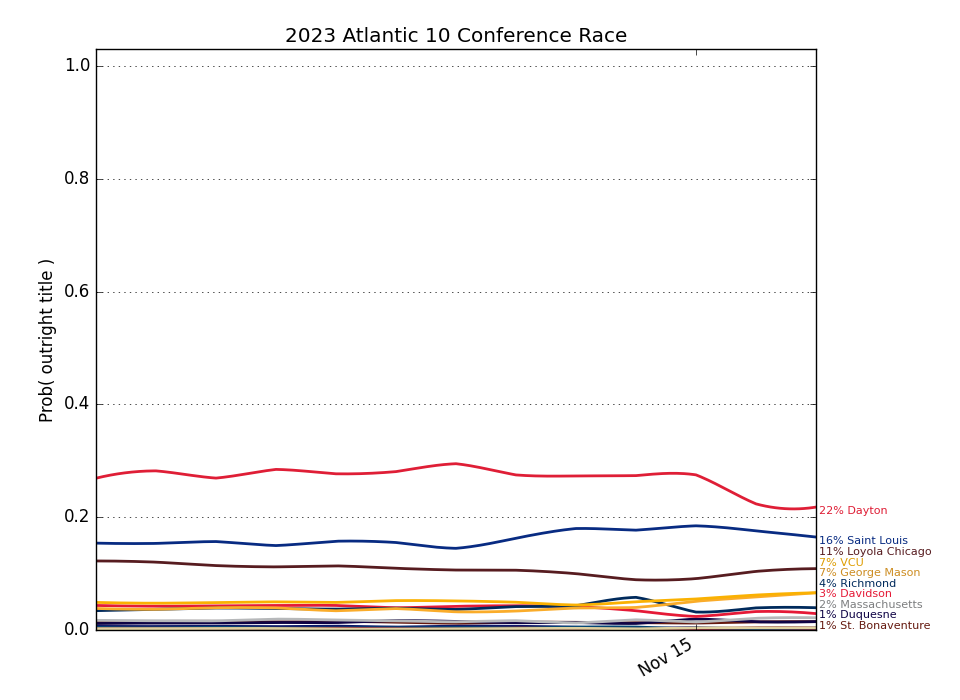 2023 Atlantic 10 Conference Race
1.0
0.8
0.6
0.4
0.2
0.0
Prob( outright title )
Nov 15
22% Dayton
16% Saint Louis
11% Loyola Chicago
7% VCU
7% George Mason
4% Richmond
3% Davidson
2% Massachusetts
1% Duquesne
1% St. Bonaventure